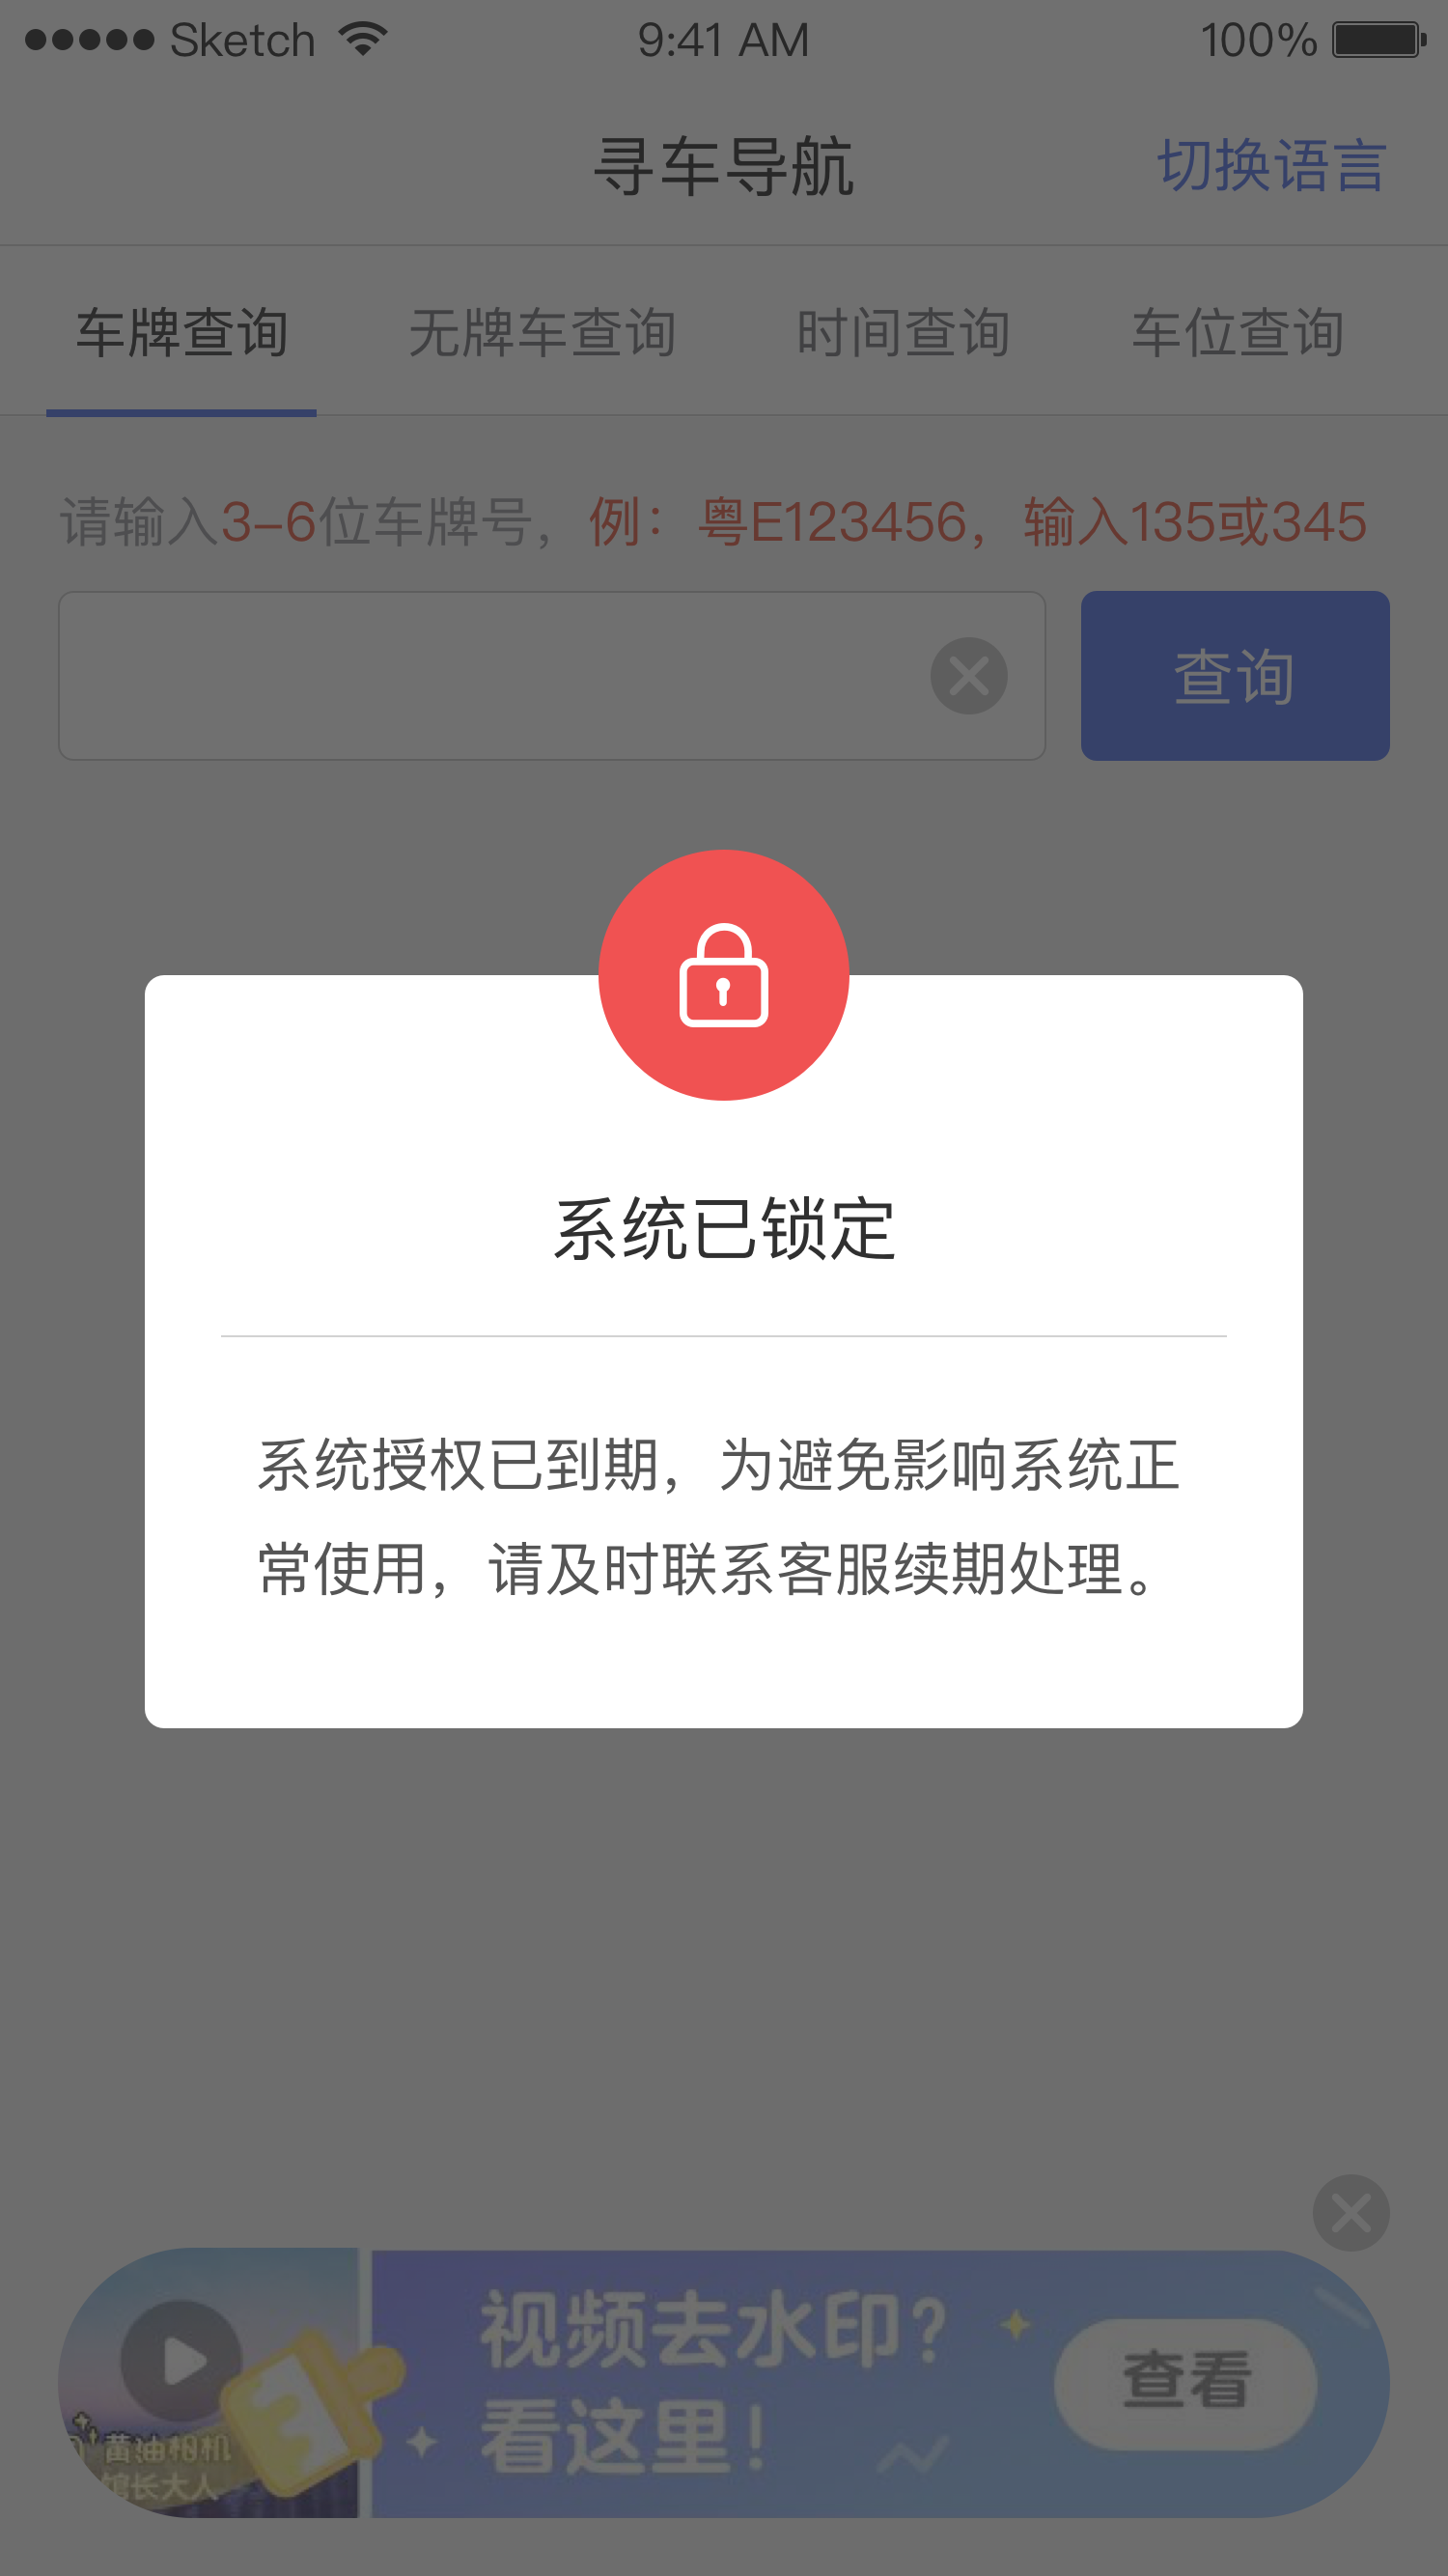 Sketch 9:41 AM 100%
寻车导航 切换语言
车牌查询 无牌车查询 时间查询 车位查询
请输入3-6位车牌号，例：粤E123456，输入135或345
查询
系统已锁定
系统授权已到期，为避免影响系统正
常使用，请及时联系客服续期处理。
视频去水印?
看这里!
查看
黄油相机
馆长大人